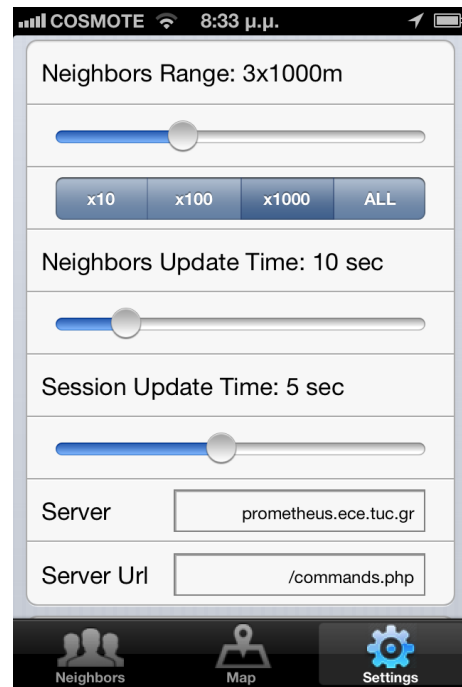 COSMOTE 8:33 μ.μ.
Neighbors Range: 3x1000m
x10 x100 x1000 ALL
Neighbors Update Time: 10 sec
Session Update Time: 5 sec
Server prometheus.ece.tuc.gr
Server Url /commands.php
Neighbors Map Settings